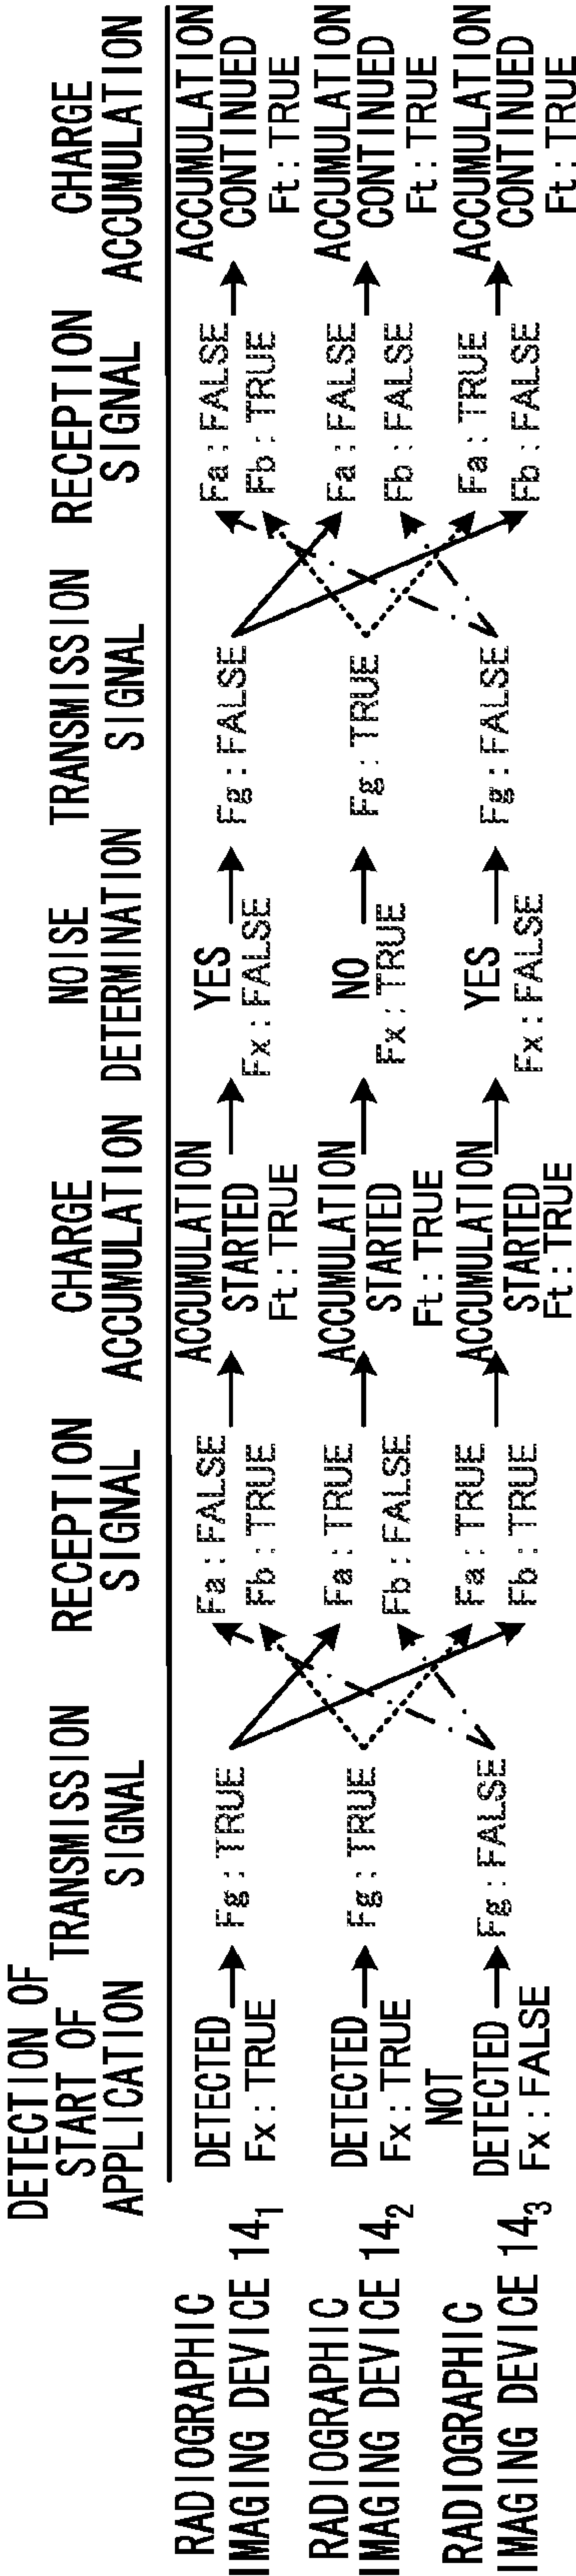 DETECTION OF
START OF
APPLICATION
TRANSMISSION
SIGNAL
RECEPTION
SIGNAL
CHARGE
ACCUMULATION
NOISE
DETERMINATION
TRANSMISSION
SIGNAL
RECEPTION
SIGNAL
CHARGE
ACCUMULATION
RADIOGRAPHIC
IMAGING DEVICE 14₁
DETECTED
Fx:TRUE
Fg:TRUE
Fa:FALSE
Fb:TRUE
ACCUMULATION
STARTED
Ft:TRUE
YES
Fx:FALSE
Fg:FALSE
Fa:FALSE
Fb:TRUE
ACCUMULATION
CONTINUED
Ft:TRUE
RADIOGRAPHIC
IMAGING DEVICE 14₂
DETECTED
Fx:TRUE
Fg:TRUE
Fa:TRUE
Fb:FALSE
ACCUMULATION
STARTED
Ft:TRUE
NO
Fx:TRUE
Fg:TRUE
Fa:FALSE
Fb:FALSE
ACCUMULATION
CONTINUED
Ft:TRUE
RADIOGRAPHIC
IMAGING DEVICE 14₃
NOT
DETECTED
Fx:FALSE
Fg:FALSE
Fa:TRUE
Fb:TRUE
ACCUMULATION
STARTED
Ft:TRUE
YES
Fx:FALSE
Fg:FALSE
Fa:TRUE
Fb:FALSE
ACCUMULATION
CONTINUED
Ft:TRUE